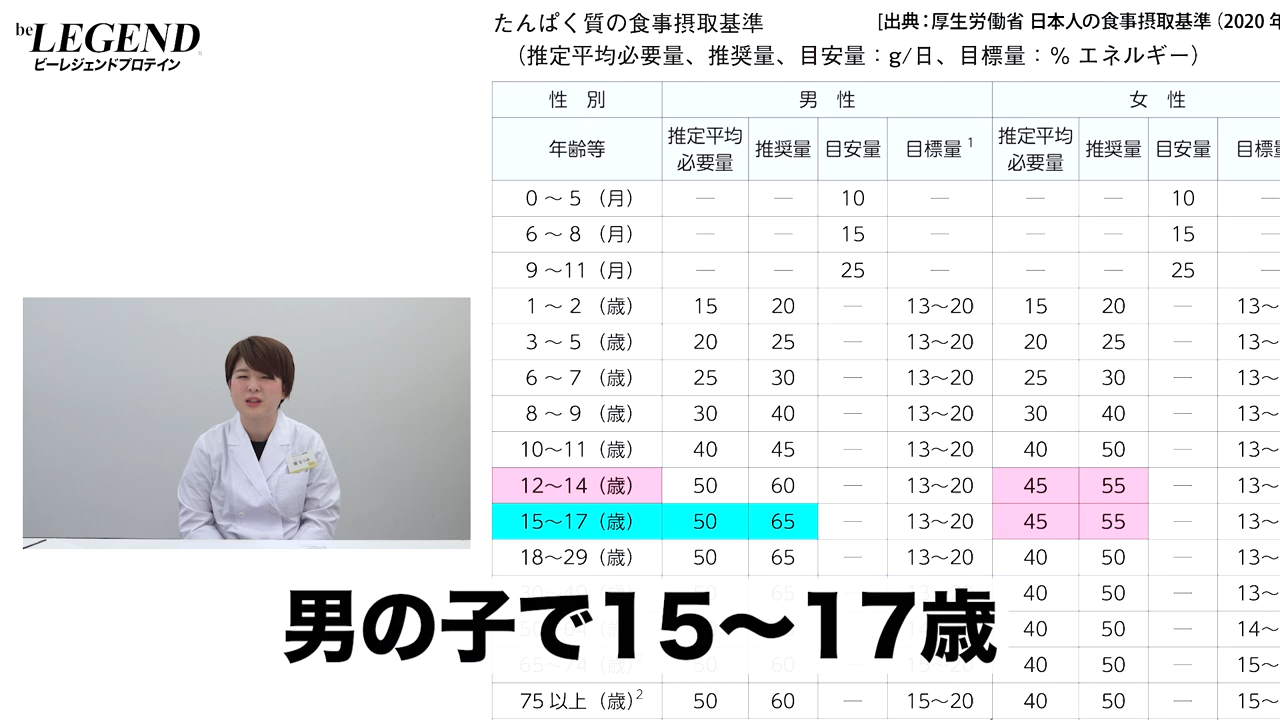 be LEGEND
ビーレジェンドプロテイン
たんぱく質の食事摂取基準
[出典：厚生労働省 日本人の食事摂取基準（2020 年
（推定平均必要量、推奨量、目安量：g/日、目標量：% エネルギー）
性 別 男 性 女 性
年齢等 推定平均必要量 推奨量 目安量 目標量1 推定平均必要量 推奨量 目安量 目標量
0 ～ 5 （月） — — 10 — — — 10 —
6 ～ 8 （月） — — 15 — — — 15 —
9 ～11（月） — — 25 — — — 25 —
1 ～ 2 （歳） 15 20 — 13～20 15 20 — 13～
3 ～ 5 （歳） 20 25 — 13～20 20 25 — 13～
6 ～ 7 （歳） 25 30 — 13～20 25 30 — 13～
8 ～ 9 （歳） 30 40 — 13～20 30 40 — 13～
10～11（歳） 40 45 — 13～20 40 50 — 13～
12～14（歳） 50 60 — 13～20 45 55 — 13～
15～17（歳） 50 65 — 13～20 45 55 — 13～
18～29（歳） 50 65 — 13～20 40 50 — 13～
40 50 — 13～
40 50 — 14～
65～74（歳） 50 60 — 15～20 40 50 — 15～
75 以上（歳）2 50 60 — 15～20 40 50 — 15～
男の子で15～17歳